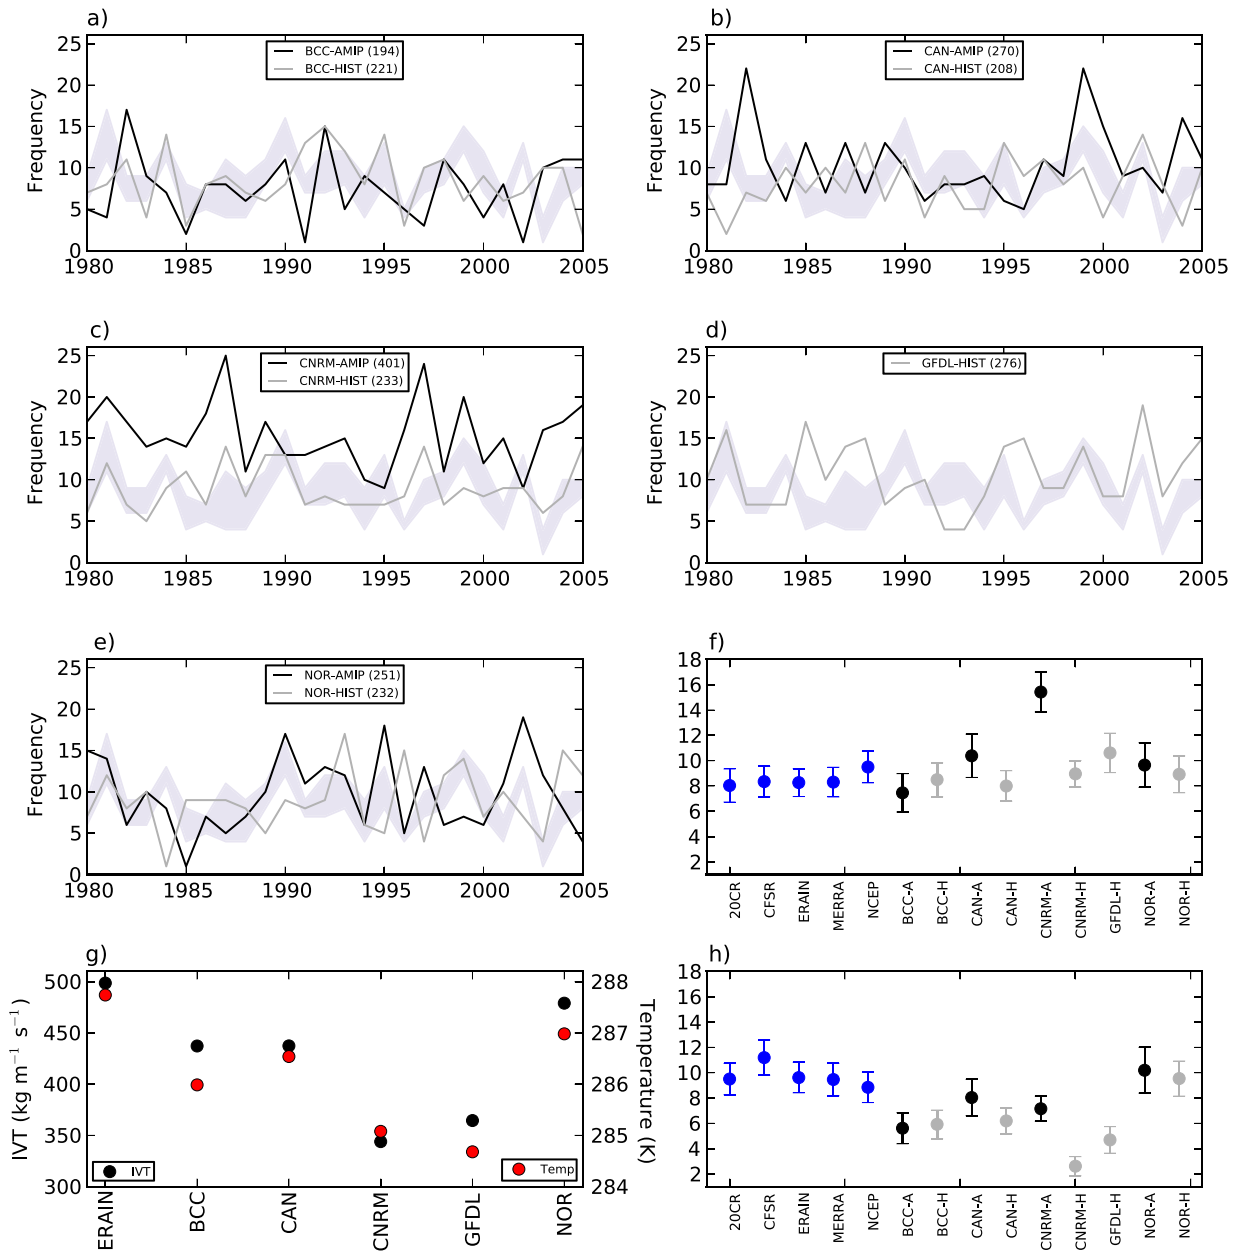 a)
BCC-AMIP (194)
BCC-HIST (221)
Frequency
25
20
15
10
5
0
1980 1985 1990 1995 2000 2005
b)
CAN-AMIP (270)
CAN-HIST (208)
Frequency
25
20
15
10
5
0
1980 1985 1990 1995 2000 2005
c)
CNRM-AMIP (401)
CNRM-HIST (233)
Frequency
25
20
15
10
5
0
1980 1985 1990 1995 2000 2005
d)
GFDL-HIST (276)
Frequency
25
20
15
10
5
0
1980 1985 1990 1995 2000 2005
e)
NOR-AMIP (251)
NOR-HIST (232)
Frequency
25
20
15
10
5
0
1980 1985 1990 1995 2000 2005
f)
18
16
14
12
10
8
6
4
2
20CR CFSR ERAIN MERRA NCEP BCC-A BCC-H CAN-A CAN-H CNRM-A CNRM-H GFDL-H NOR-A NOR-H
g)
IVT (kg m⁻¹ s⁻¹)
500
450
400
350
300
IVT
Temp
288
287
286
285
284
Temperature (K)
ERAIN BCC CAN CNRM GFDL NOR
h)
18
16
14
12
10
8
6
4
2
20CR CFSR ERAIN MERRA NCEP BCC-A BCC-H CAN-A CAN-H CNRM-A CNRM-H GFDL-H NOR-A NOR-H